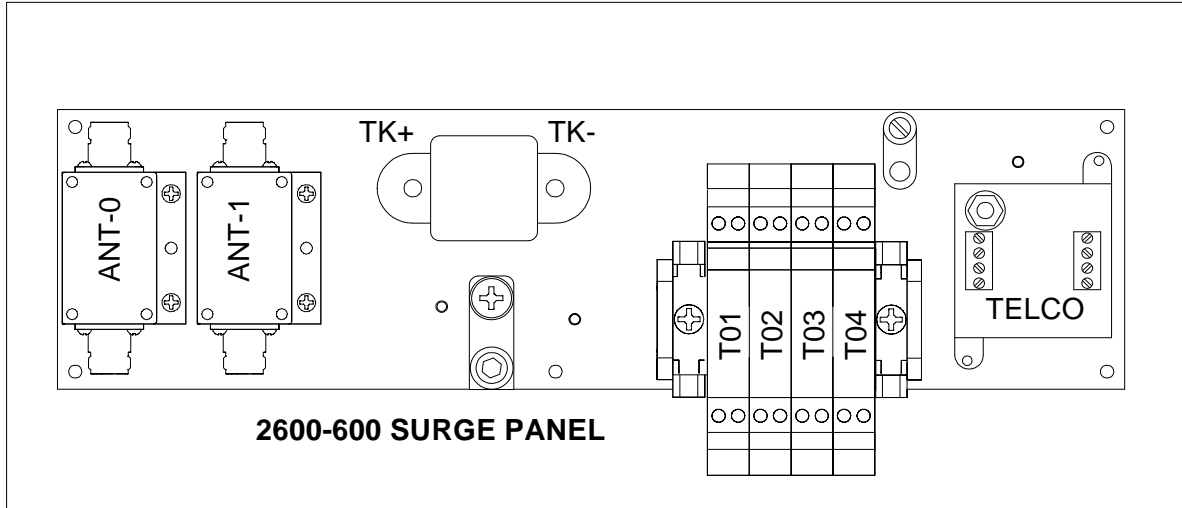 TK+ TK-
ANT-0
ANT-1
T01
T02
T03
T04
TELCO
2600-600 SURGE PANEL